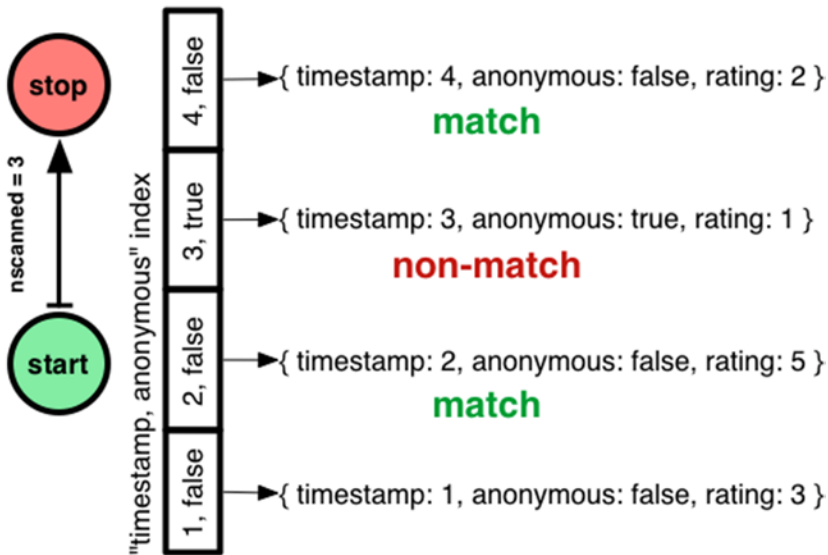 stop
nscanned = 3
start
"timestamp, anonymous" index
4, false
{ timestamp: 4, anonymous: false, rating: 2 }
match
3, true
{ timestamp: 3, anonymous: true, rating: 1 }
non-match
2, false
{ timestamp: 2, anonymous: false, rating: 5 }
match
1, false
{ timestamp: 1, anonymous: false, rating: 3 }